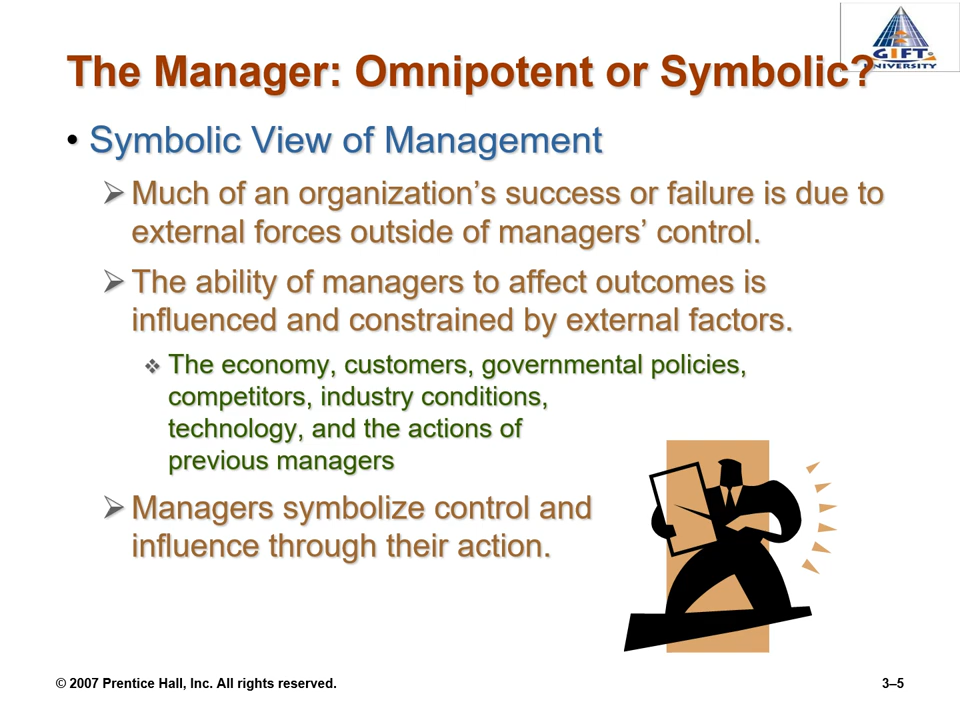 GIFT
UNIVERSITY
The Manager: Omnipotent or Symbolic?
• Symbolic View of Management
Much of an organization’s success or failure is due to
external forces outside of managers’ control.
The ability of managers to affect outcomes is
influenced and constrained by external factors.
The economy, customers, governmental policies,
competitors, industry conditions,
technology, and the actions of
previous managers
Managers symbolize control and
influence through their action.
© 2007 Prentice Hall, Inc. All rights reserved.
3–5